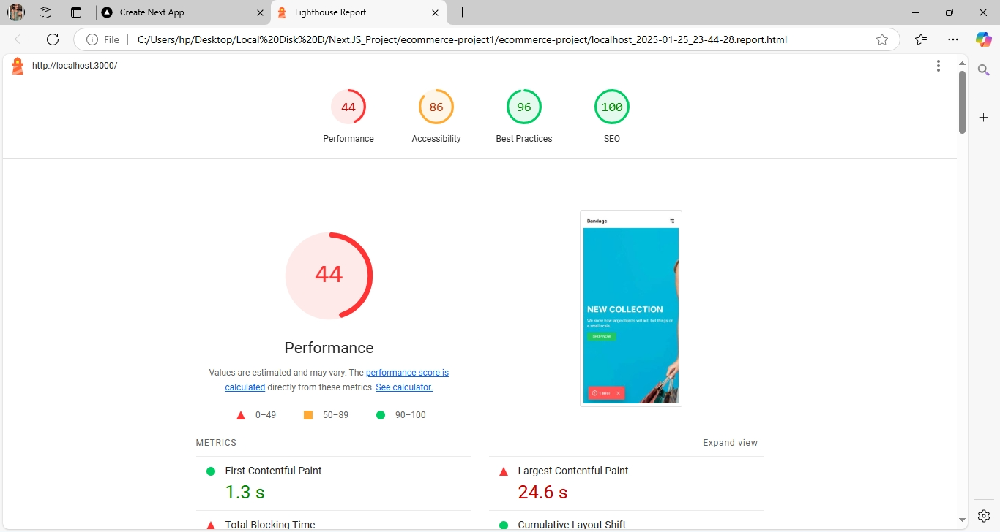 Create Next App
Lighthouse Report
File
C:/Users/hp/Desktop/Local%20Disk%20D/Next.JS_Project/ecommerce-project1/ecommerce-project/localhost_2025-01-25_23-44-28.report.html
http://localhost:3000/
44
86
96
100
Performance
Accessibility
Best Practices
SEO
44
Performance
Values are estimated and may vary. The performance score is
calculated directly from these metrics. See calculator.
0–49
50–89
90–100
Bandage
NEW COLLECTION
We know how large objects will act, but things on
a small scale.
SHOP NOW
1 error
METRICS
Expand view
First Contentful Paint
1.3 s
Largest Contentful Paint
24.6 s
Total Blocking Time
Cumulative Layout Shift